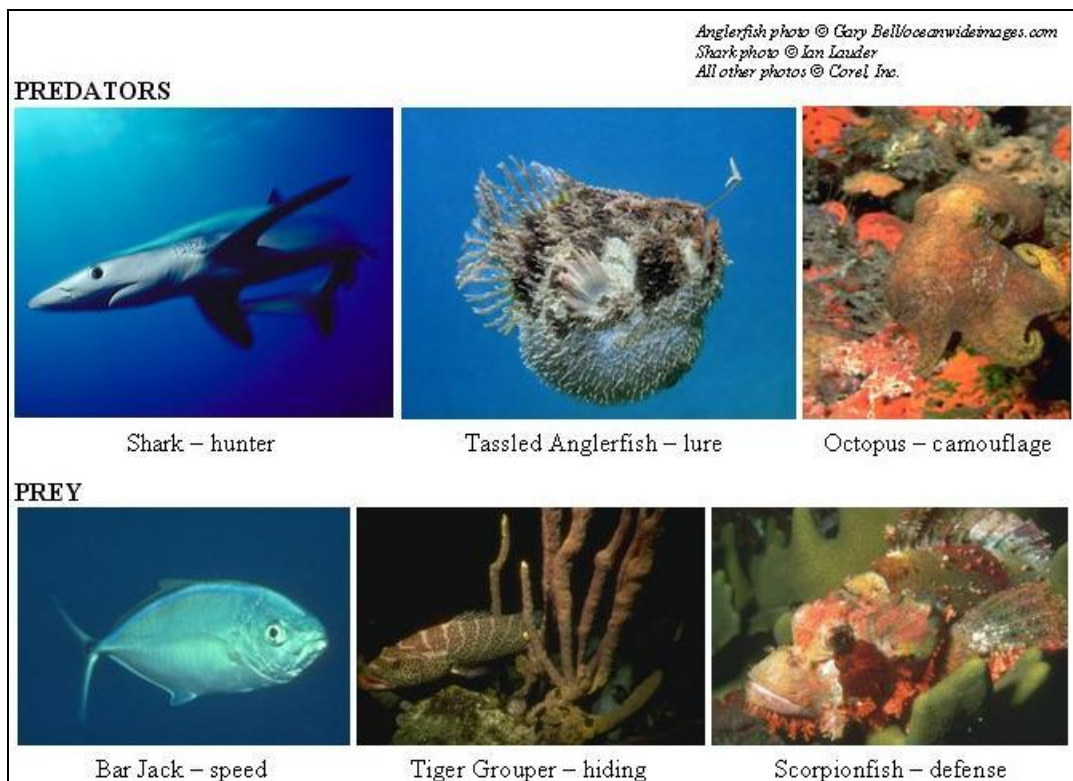 Anglerfish photo © Gary Bell/oceanwideimages.com
Shark photo © Ian Lauder
All other photos © Corel, Inc.
PREDATORS
Shark – hunter
Tassled Anglerfish – lure
Octopus – camouflage
PREY
Bar Jack – speed
Tiger Grouper – hiding
Scorpionfish – defense